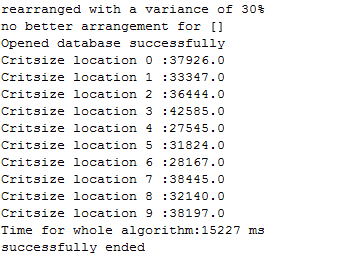 rearranged with a variance of 30%
no better arrangement for []
Opened database successfully
Critsize location 0 :37926.0
Critsize location 1 :33347.0
Critsize location 2 :36444.0
Critsize location 3 :42585.0
Critsize location 4 :27545.0
Critsize location 5 :31824.0
Critsize location 6 :28167.0
Critsize location 7 :38445.0
Critsize location 8 :32140.0
Critsize location 9 :38197.0
Time for whole algorithm:15227 ms
successfully ended